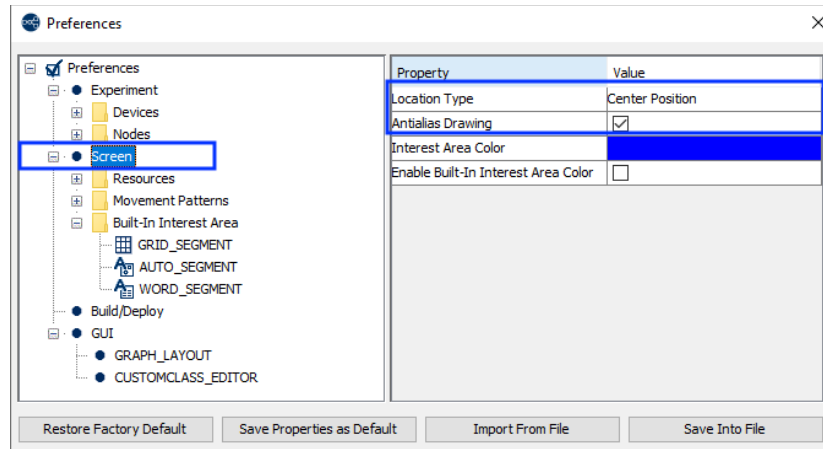 Preferences
Preferences
Experiment
Devices
Nodes
Screen
Resources
Movement Patterns
Built-In Interest Area
GRID_SEGMENT
AUTO_SEGMENT
WORD_SEGMENT
Build/Deploy
GUI
GRAPH_LAYOUT
CUSTOMCLASS_EDITOR
Property Value
Location Type Center Position
Antialias Drawing
Interest Area Color
Enable Built-In Interest Area Color
Restore Factory Default Save Properties as Default Import From File Save Into File